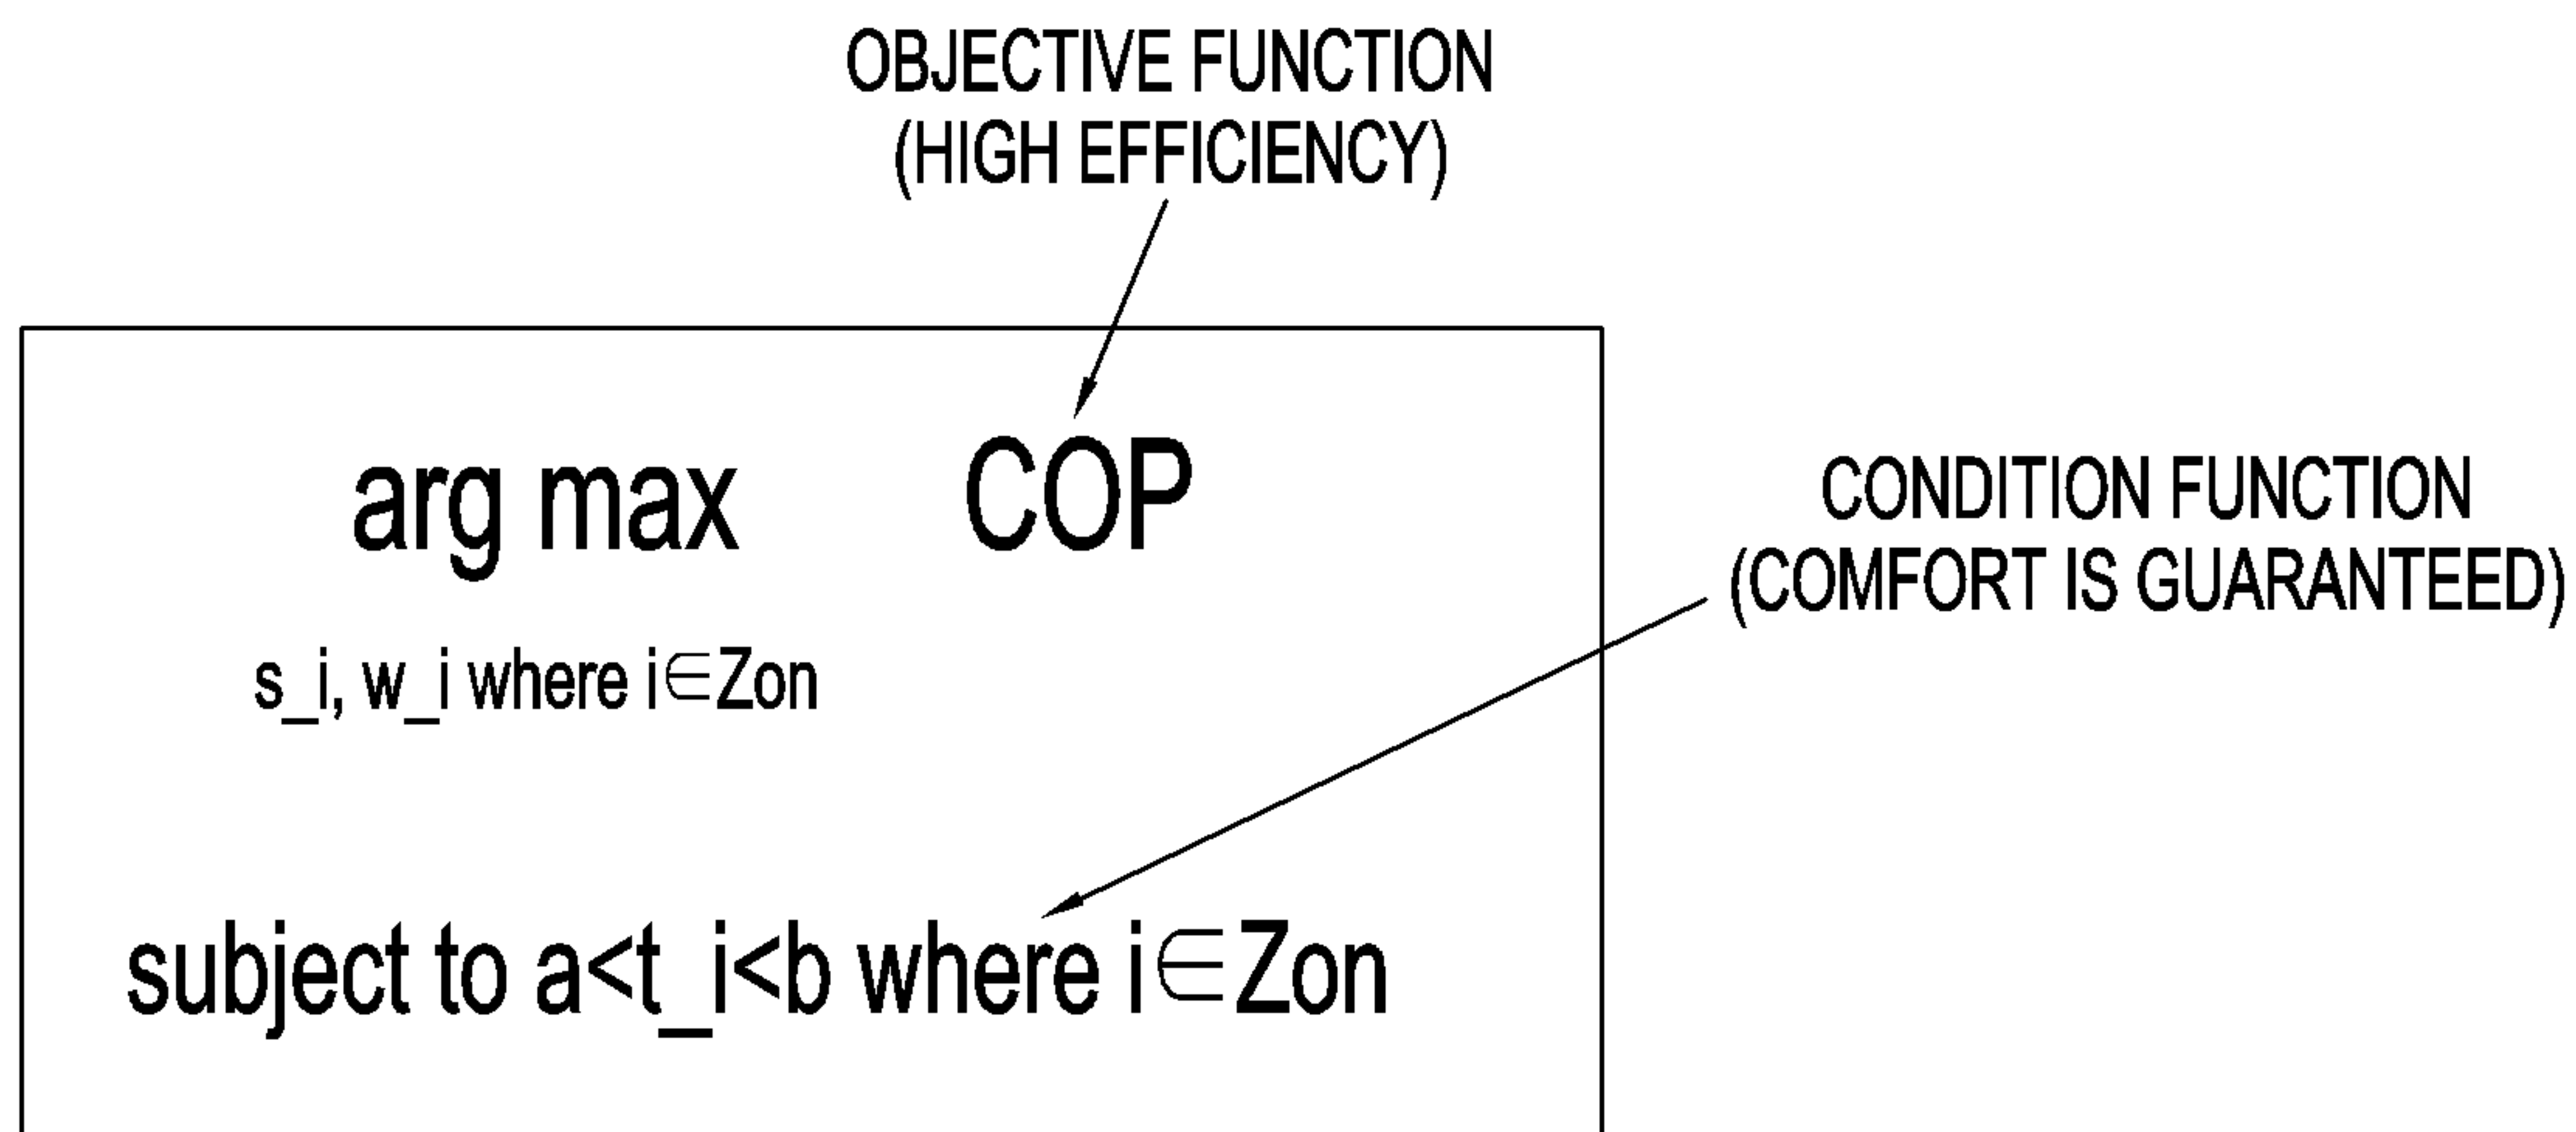 OBJECTIVE FUNCTION
(HIGH EFFICIENCY)
arg max COP
s_i, w_i where i∈Zon
CONDITION FUNCTION
(COMFORT IS GUARANTEED)
subject to a<t_i<b where i∈Zon